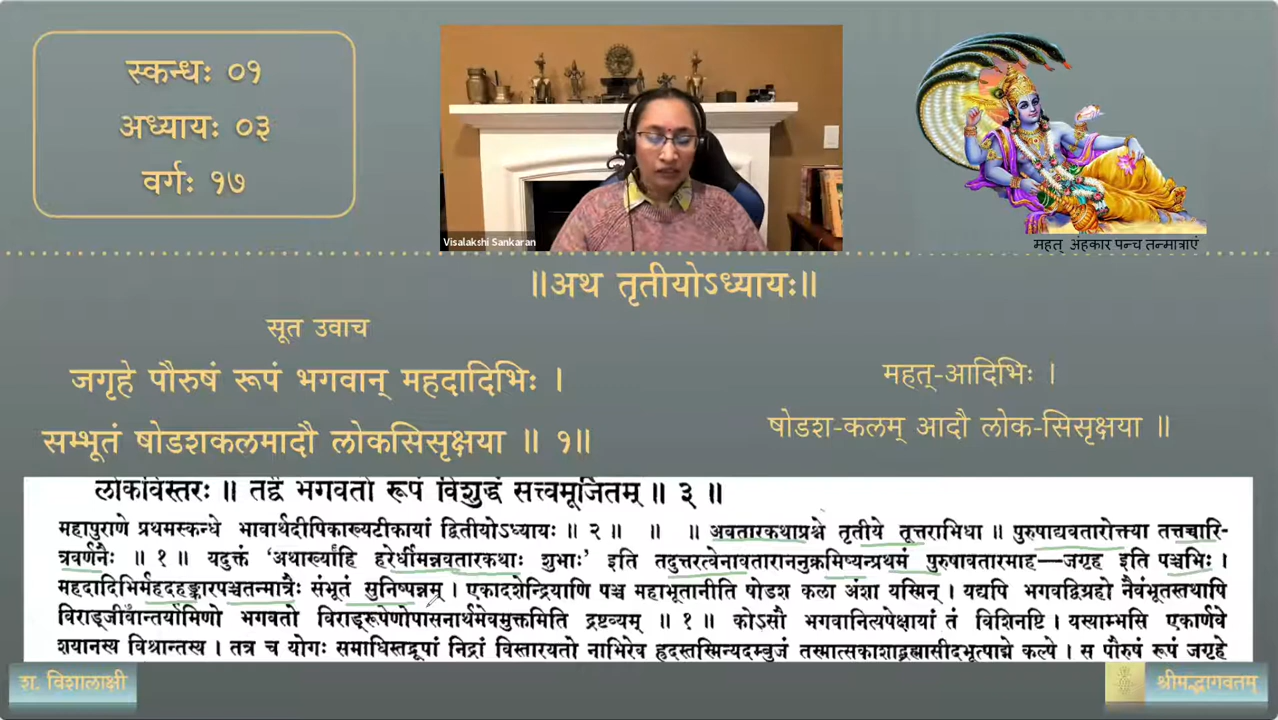 स्कन्धः ०१
अध्यायः ०३
वर्गः १७
Visalakshi Sankaran
महत् अंहकार पन्च तन्मात्राएं
॥अथ तृतीयोऽध्यायः॥
सूत उवाच
जगृहे पौरुषं रूपं भगवान् महदादिभिः ।
सम्भूतं षोडशकलमादौ लोकसिसृक्षया ॥ १॥
महत्-आदिभिः ।
षोडश-कलम् आदौ लोक-सिसृक्षया ॥
लोकविस्तरः ॥ तद्वै भगवतो रूपं विशुद्धं सत्त्वमूर्जितम् ॥ ३ ॥
महापुराणे प्रथमस्कन्धे भावार्थदीपिकाख्यटीकायां द्वितीयोऽध्यायः ॥ २ ॥ ॥ ॥ अवतारकथाप्रश्ने तृतीये तूत्तराभिधा ॥ पुरुषाद्यवतारोक्त्या तत्तच्चारि-
त्रवर्णनैः ॥ १ ॥ यदुक्तं 'अथाख्याहि हरेर्धीमन्नवतारकथाः शुभाः' इति तदुत्तरत्वेनावताराननुक्रमिष्यन्प्रथमं पुरुषावतारमाह—जगृह इति पञ्चभिः ।
महदादिभिर्महदहङ्कारपञ्चतन्मात्रैः संभूतं सुनिष्पन्नम् । एकादशेन्द्रियाणि पञ्च महाभूतानीति षोडश कला अंशा यस्मिन् । यद्यपि भगवद्विग्रहो नैवंभूतस्तथापि
विराड्जीवान्तर्यामिणो भगवतो विराड्रूपेणोपासनार्थमेवमुक्तमिति द्रष्टव्यम् ॥ १ ॥ कोऽसौ भगवानित्यपेक्षायां तं विशिनष्टि । यस्याम्भसि एकार्णवे
शयानस्य विश्रान्तस्य । तत्र च योगः समाधिस्तद्रूपां निद्रां विस्तारयतो नाभिरेव ह्रदस्तस्मिन्यदम्बुजं तस्मात्सकाशाद्ब्रह्मासीदभूत्पाद्मे कल्पे । स पौरुषं रूपं जगृहे
श. विशालाक्षी
श्रीमद्भागवतम्